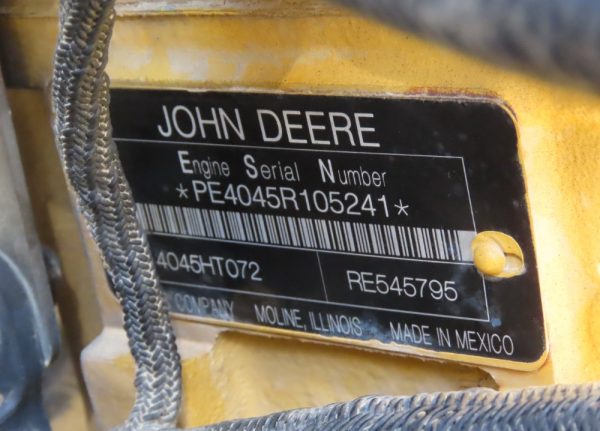 JOHN DEERE
Engine Serial Number
*PE4045R105241*
4045HT072 RE545795
COMPANY MOLINE, ILLINOIS MADE IN MEXICO